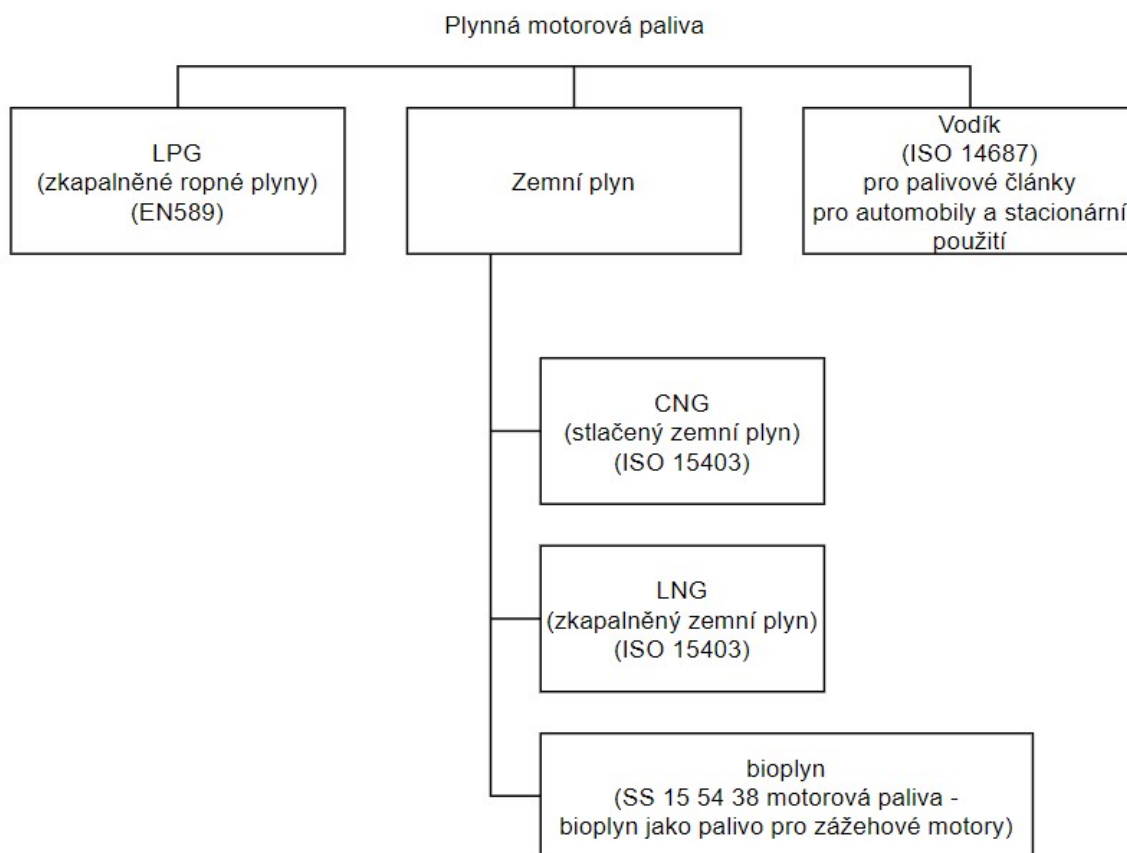 Plynná motorová paliva
LPG
(zkapalněné ropné plyny)
(EN589)
Zemní plyn
Vodík
(ISO 14687)
pro palivové články
pro automobily a stacionární
použití
CNG
(stlačený zemní plyn)
(ISO 15403)
LNG
(zkapalněný zemní plyn)
(ISO 15403)
bioplyn
(SS 15 54 38 motorová paliva -
bioplyn jako palivo pro zážehové motory)